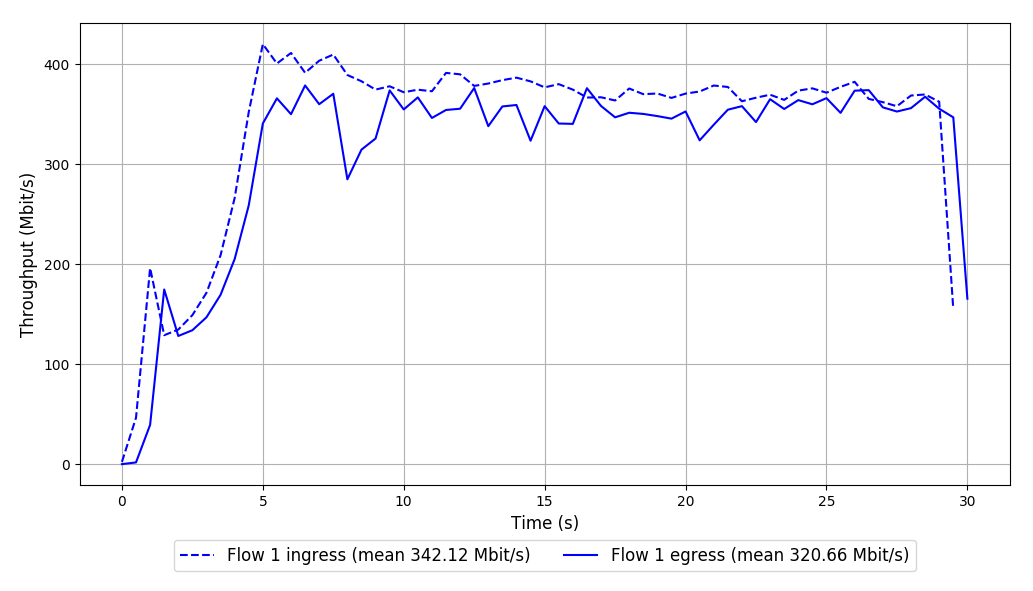 Throughput (Mbit/s)
400
300
200
100
0
0 5 10 15 20 25 30
Time (s)
Flow 1 ingress (mean 342.12 Mbit/s) Flow 1 egress (mean 320.66 Mbit/s)